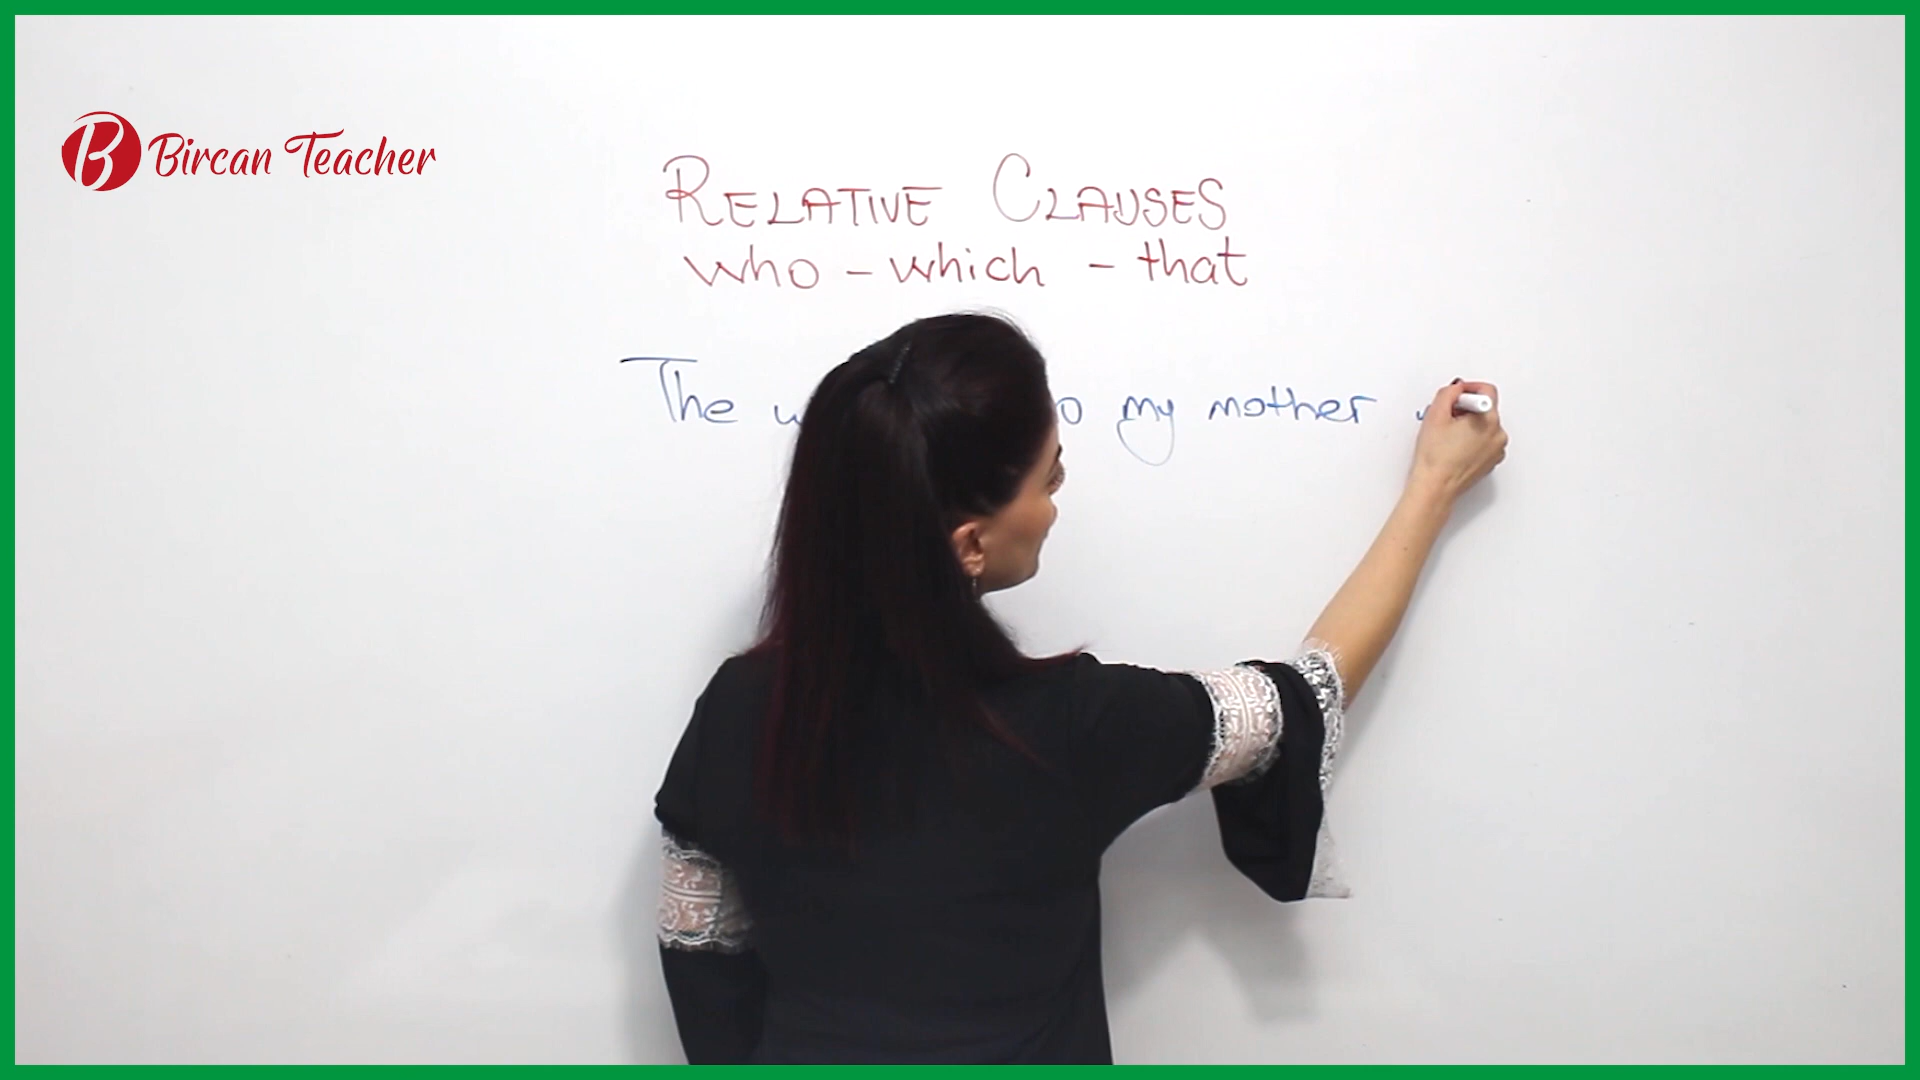 Bircan Teacher
RELATIVE CLAUSES
who - which - that
The my mother